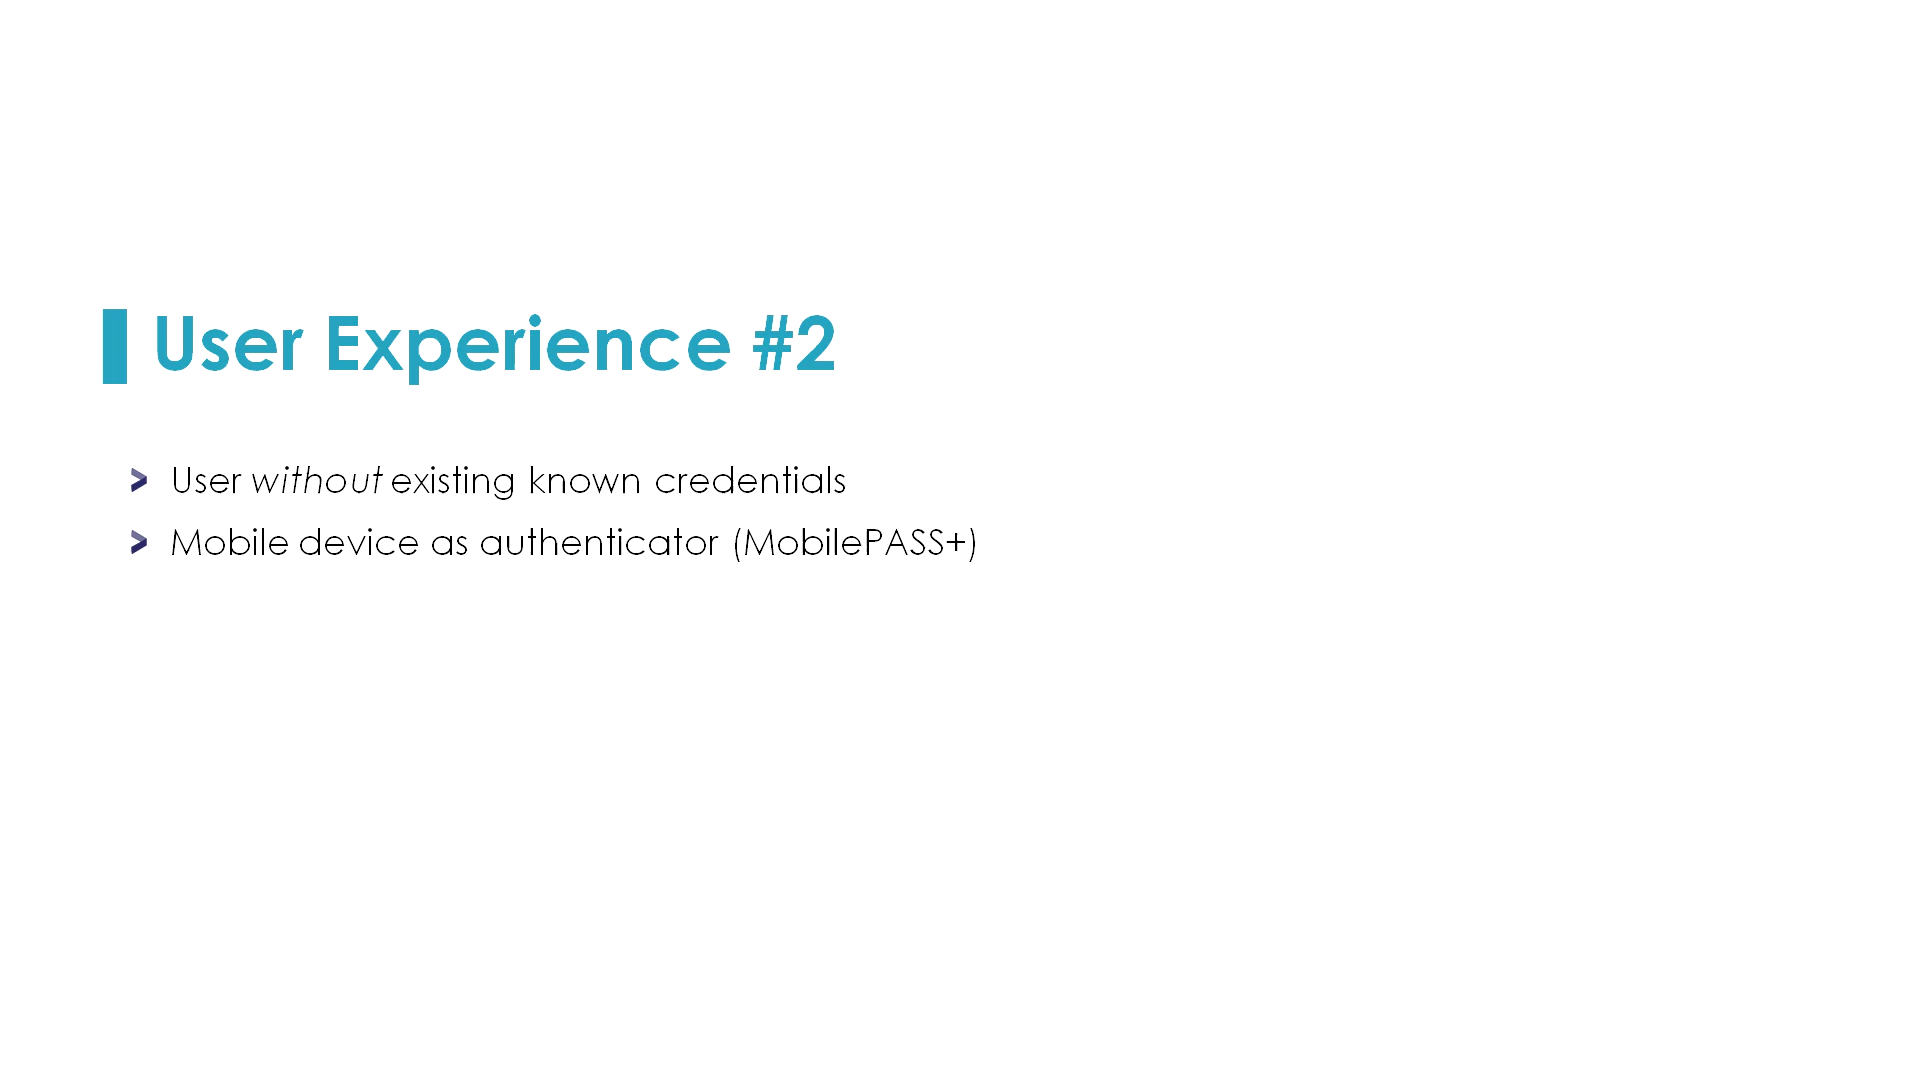 User Experience #2
> User without existing known credentials
> Mobile device as authenticator (MobilePASS+)